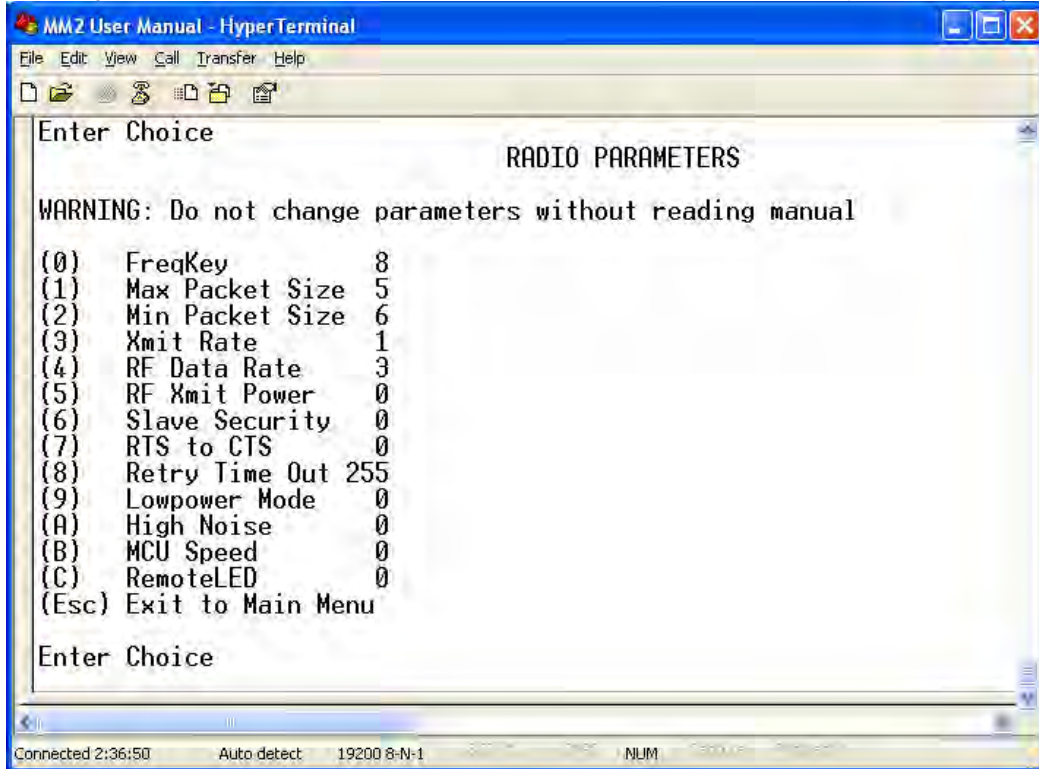 MM2 User Manual - HyperTerminal
File Edit View Call Transfer Help
Enter Choice
RADIO PARAMETERS
WARNING: Do not change parameters without reading manual
(0) FreqKey 8
(1) Max Packet Size 5
(2) Min Packet Size 6
(3) Xmit Rate 1
(4) RF Data Rate 3
(5) RF Xmit Power 0
(6) Slave Security 0
(7) RTS to CTS 0
(8) Retry Time Out 255
(9) Lowpower Mode 0
(A) High Noise 0
(B) MCU Speed 0
(C) RemoteLED 0
(Esc) Exit to Main Menu
Enter Choice
Connected 2:36:50 Auto detect 19200 8-N-1 NUM